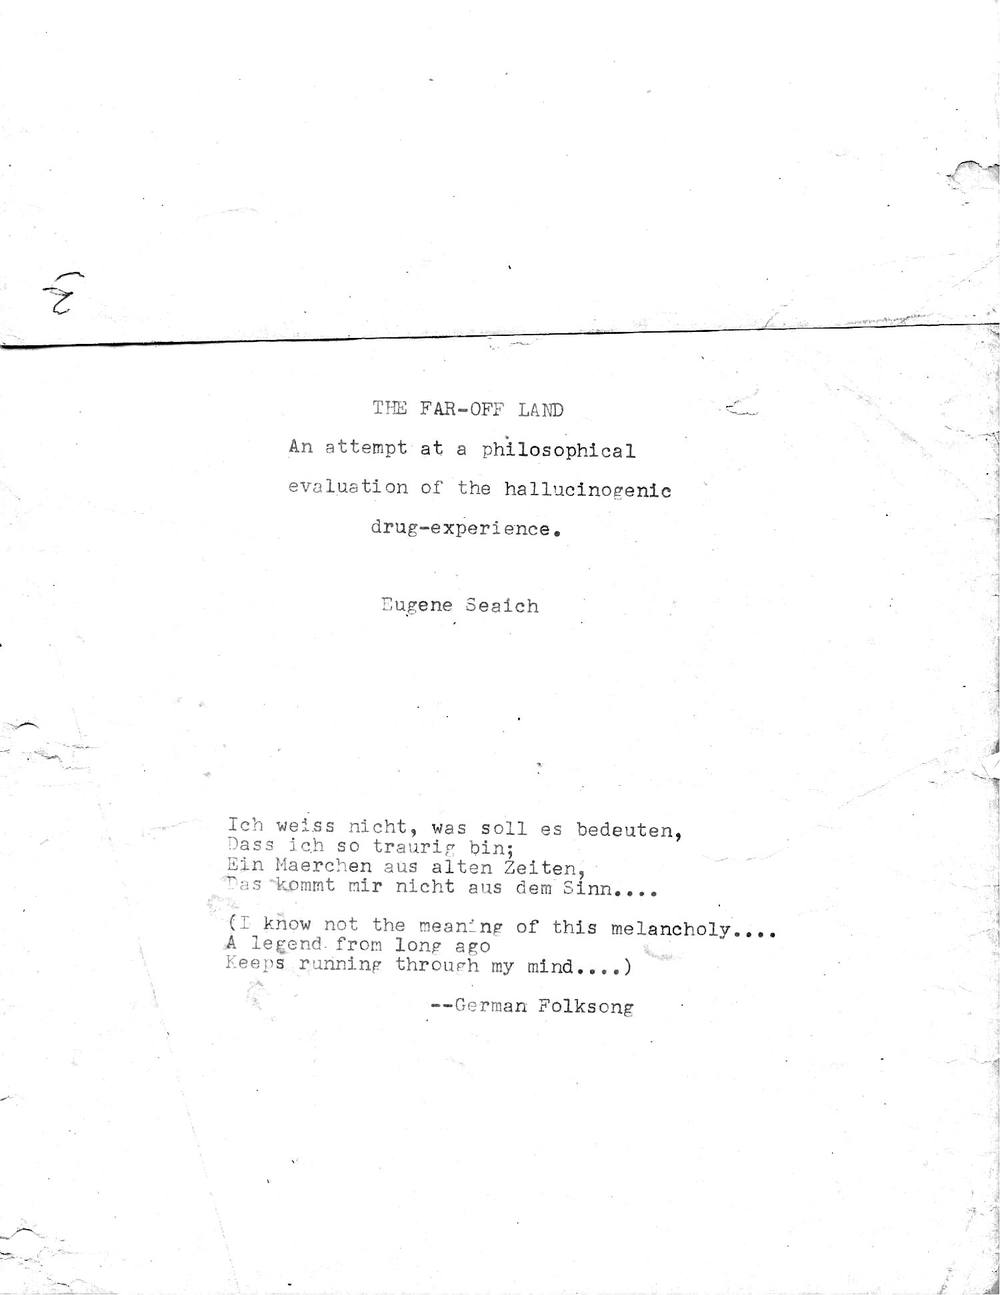 THE FAR-OFF LAND
An attempt at a philosophical
evaluation of the hallucinogenic
drug-experience.
Eugene Seaich
Ich weiss nicht, was soll es bedeuten,
Dass ich so traurig bin;
Ein Maerchen aus alten Zeiten,
Das kommt mir nicht aus dem Sinn....
(I know not the meaning of this melancholy....
A legend from long ago
Keeps running through my mind....)
--German Folksong